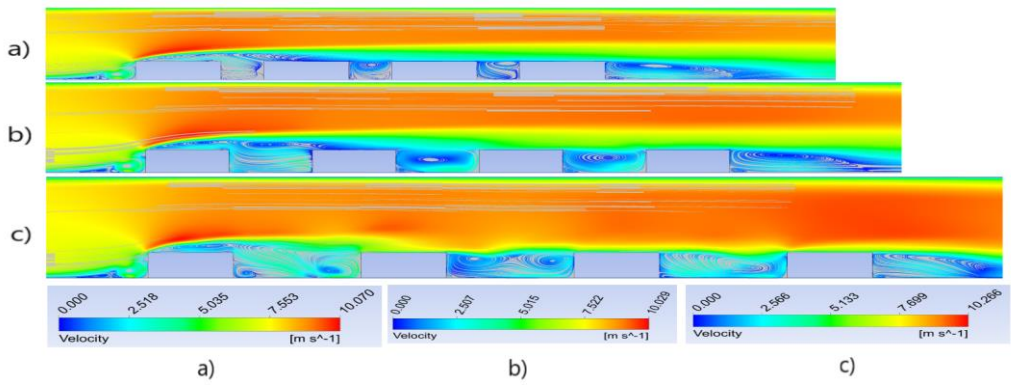 a)
b)
c)
0.000 2.518 5.035 7.553 10.070
Velocity [m s^-1]
0.000 2.507 5.015 7.522 10.029
Velocity [m s^-1]
0.000 2.566 5.133 7.699 10.266
Velocity [m s^-1]
a) b) c)